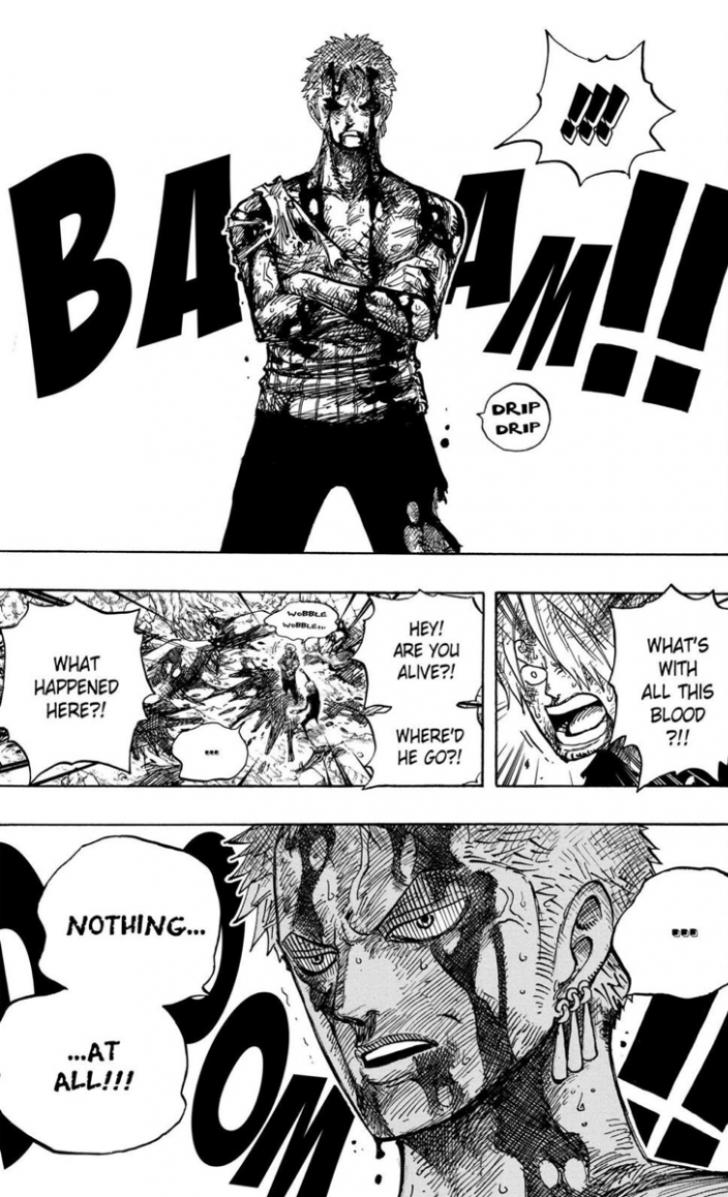 !!!
BAAM!!
DRIP
DRIP
WHAT'S
WITH
ALL THIS
BLOOD
?!!
HEY!
ARE YOU
ALIVE?!
WHERE'D
HE GO?!
WOBBLE
WOBBLE...
...
WHAT
HAPPENED
HERE?!
...
NOTHING...
...AT
ALL!!!
OM!!